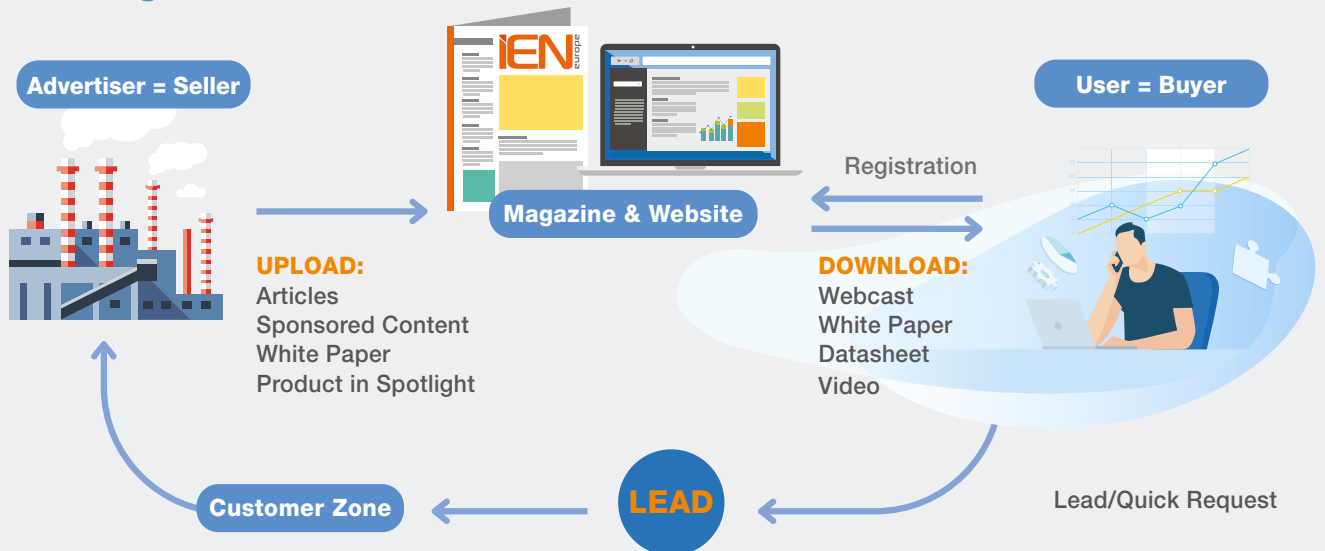 IEN
europe
Advertiser = Seller
User = Buyer
Registration
Magazine & Website
UPLOAD:
Articles
Sponsored Content
White Paper
Product in Spotlight
DOWNLOAD:
Webcast
White Paper
Datasheet
Video
LEAD
Customer Zone
Lead/Quick Request